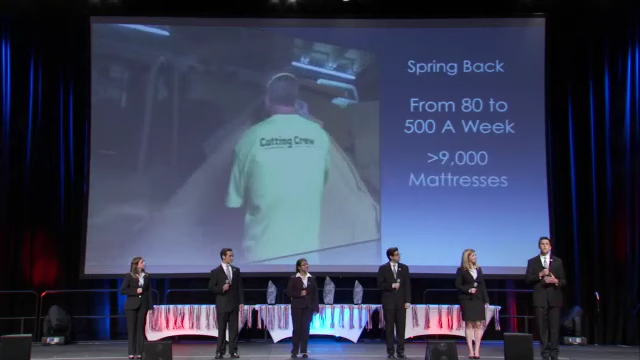 Cutting Crew
Spring Back
From 80 to
500 A Week
>9,000
Mattresses